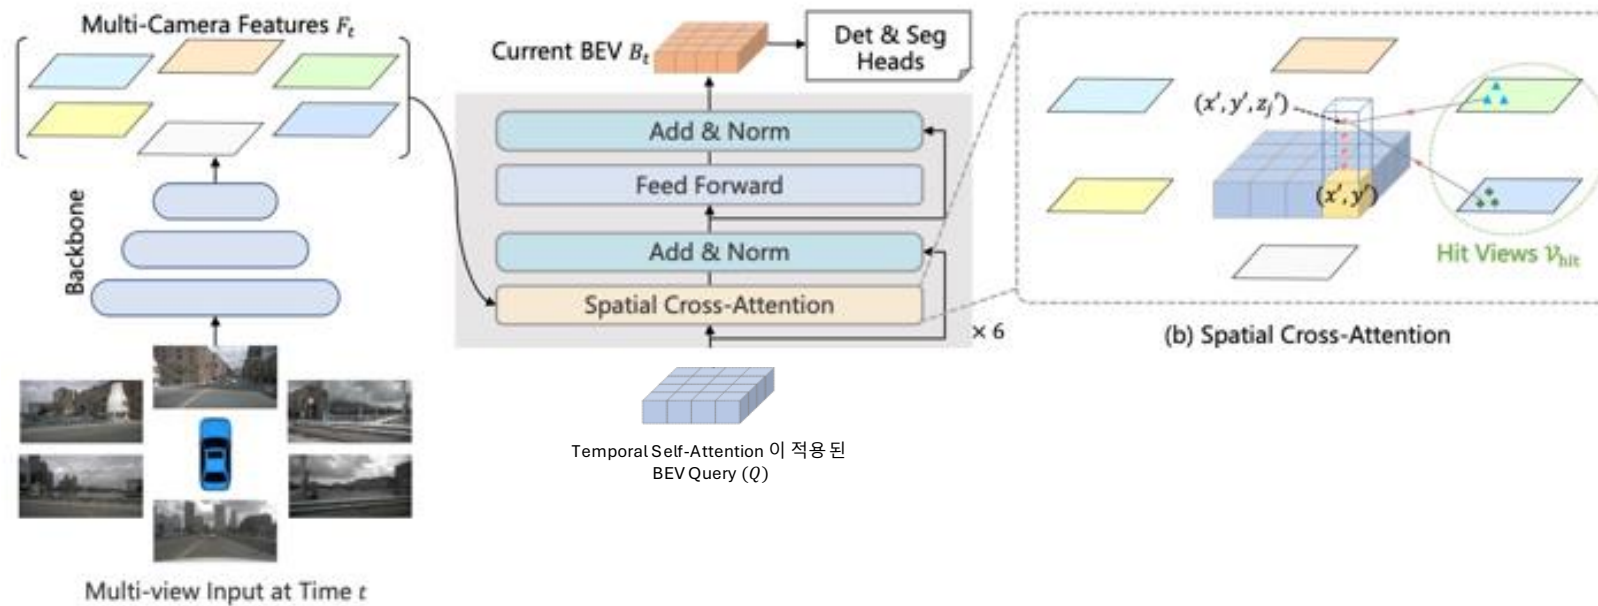 Multi-Camera Features F_t
Backbone
Multi-view Input at Time t
Current BEV B_t
Det & Seg
Heads
Add & Norm
Feed Forward
Add & Norm
Spatial Cross-Attention
× 6
Temporal Self-Attention 이 적용된
BEV Query (Q)
(x′, y′, z_j′)
(x′, y′)
Hit Views 𝒱_hit
(b) Spatial Cross-Attention